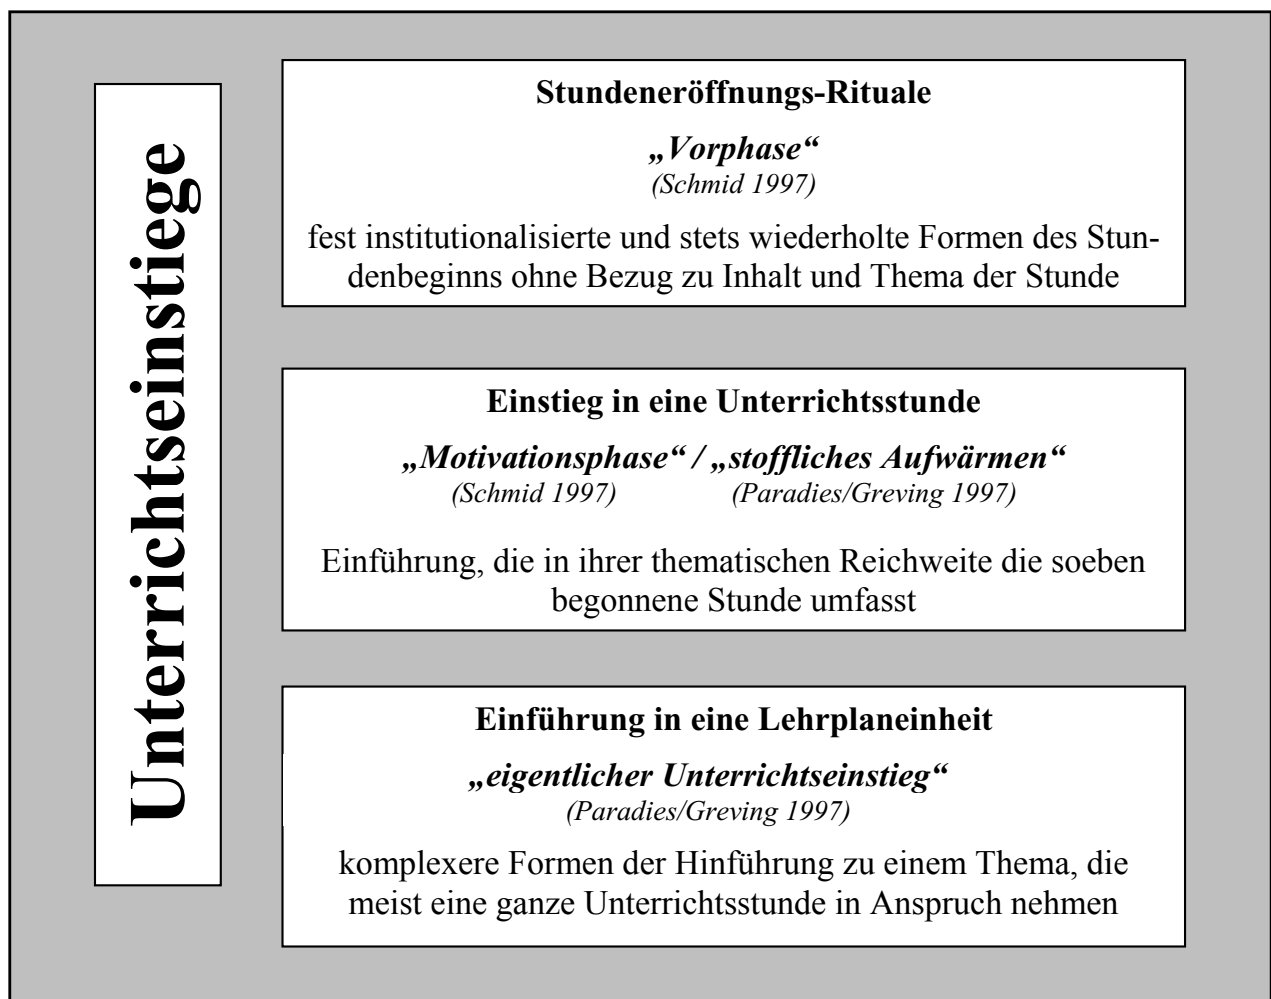 Unterrichtseinstiege
Stundeneröffnungs-Rituale
„Vorphase“
(Schmid 1997)
fest institutionalisierte und stets wiederholte Formen des Stun-
denbeginns ohne Bezug zu Inhalt und Thema der Stunde
Einstieg in eine Unterrichtsstunde
„Motivationsphase“ / „stoffliches Aufwärmen“
(Schmid 1997) (Paradies/Greving 1997)
Einführung, die in ihrer thematischen Reichweite die soeben
begonnene Stunde umfasst
Einführung in eine Lehrplaneinheit
„eigentlicher Unterrichtseinstieg“
(Paradies/Greving 1997)
komplexere Formen der Hinführung zu einem Thema, die
meist eine ganze Unterrichtsstunde in Anspruch nehmen